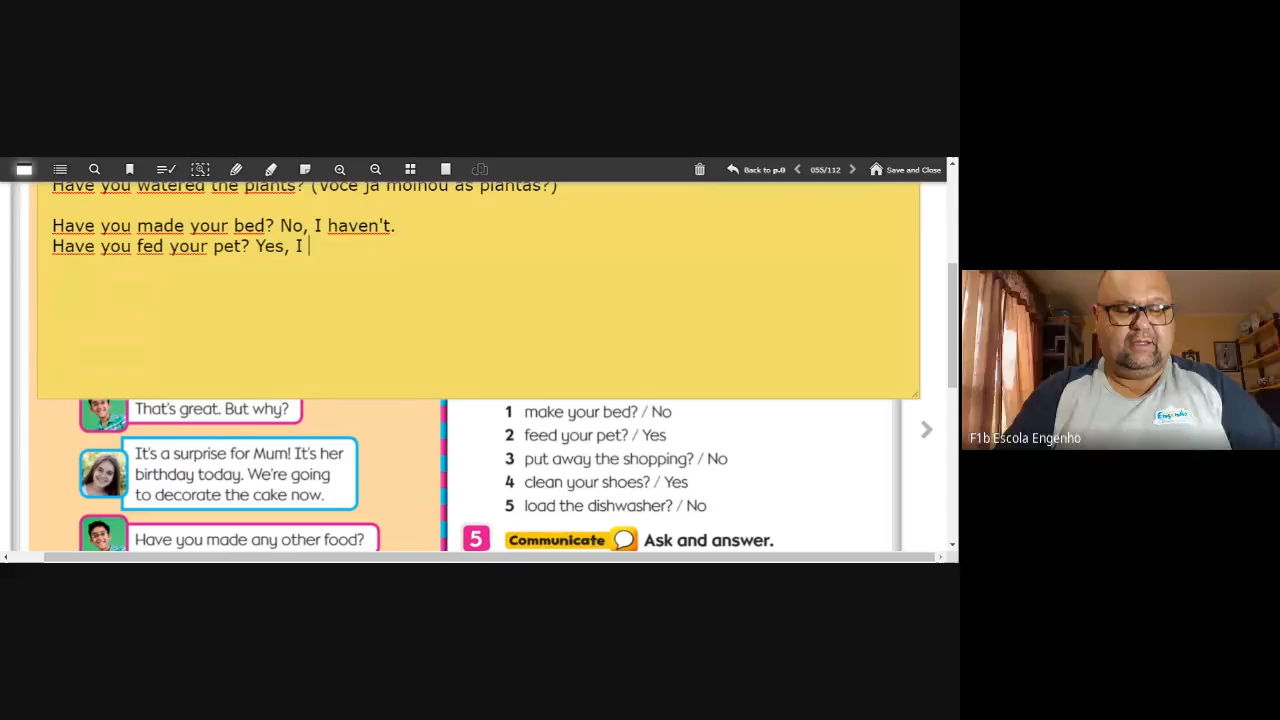 Back to p.0
055/112
Save and Close
Have you watered the plants? (Você já molhou as plantas?)
Have you made your bed? No, I haven't.
Have you fed your pet? Yes, I
That's great. But why?
It's a surprise for Mum! It's her
birthday today. We're going
to decorate the cake now.
Have you made any other food?
1 make your bed? / No
2 feed your pet? / Yes
3 put away the shopping? / No
4 clean your shoes? / Yes
5 load the dishwasher? / No
5 Communicate Ask and answer.
Engenho
F1b Escola Engenho